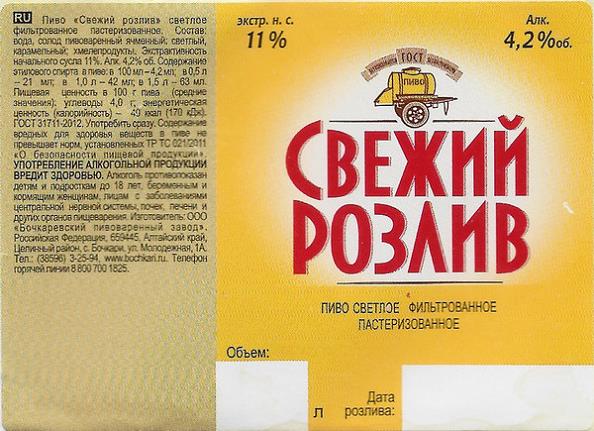 RU Пиво «Свежий розлив» светлое
фильтрованное пастеризованное. Состав:
вода, солод пивоваренный ячменный: светлый,
карамельный; хмелепродукты. Экстрактивность
начального сусла 11%. Алк. 4,2% об. Содержание
этилового спирта в пиве: в 100 мл – 4,2 мл; в 0,5 л
– 21 мл; в 1,0 л – 42 мл; в 1,5 л – 63 мл.
Пищевая ценность в 100 г пива (средние
значения): углеводы 4,0 г; энергетическая
ценность (калорийность) – 49 ккал (170 кДж).
ГОСТ 31711-2012. Употребить сразу. Содержание
вредных для здоровья веществ в пиве не
превышает норм, установленных ТР ТС 021/2011
«О безопасности пищевой продукции».
УПОТРЕБЛЕНИЕ АЛКОГОЛЬНОЙ ПРОДУКЦИИ
ВРЕДИТ ЗДОРОВЬЮ. Алкоголь противопоказан
детям и подросткам до 18 лет, беременным и
кормящим женщинам, лицам с заболеваниями
центральной нервной системы, почек, печени и
других органов пищеварения. Изготовитель: ООО
«Бочкаревский пивоваренный завод».
Российская Федерация, 659445, Алтайский край,
Целинный район, с. Бочкари, ул. Молодежная, 1А.
Тел.: (38596) 3-25-94, www.bochkari.ru. Телефон
горячей линии 8 800 700 1825.
экстр. н. с.
11%
Алк.
4,2%об.
ГОСТ
ПИВО
СВЕЖИЙ
РОЗЛИВ
ПИВО СВЕТЛОЕ ФИЛЬТРОВАННОЕ
ПАСТЕРИЗОВАННОЕ
Объем:
л
Дата
розлива: